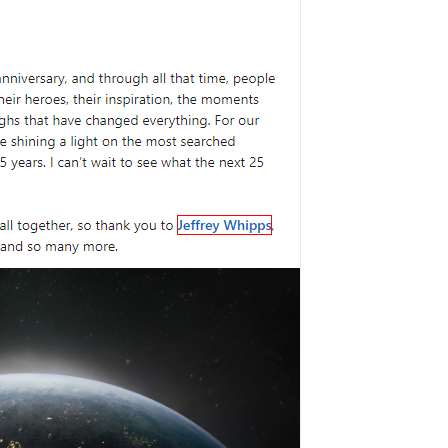 nniversary, and through all that time, people
heir heroes, their inspiration, the moments
ghs that have changed everything. For our
e shining a light on the most searched
5 years. I can't wait to see what the next 25
all together, so thank you to Jeffrey Whipps,
and so many more.